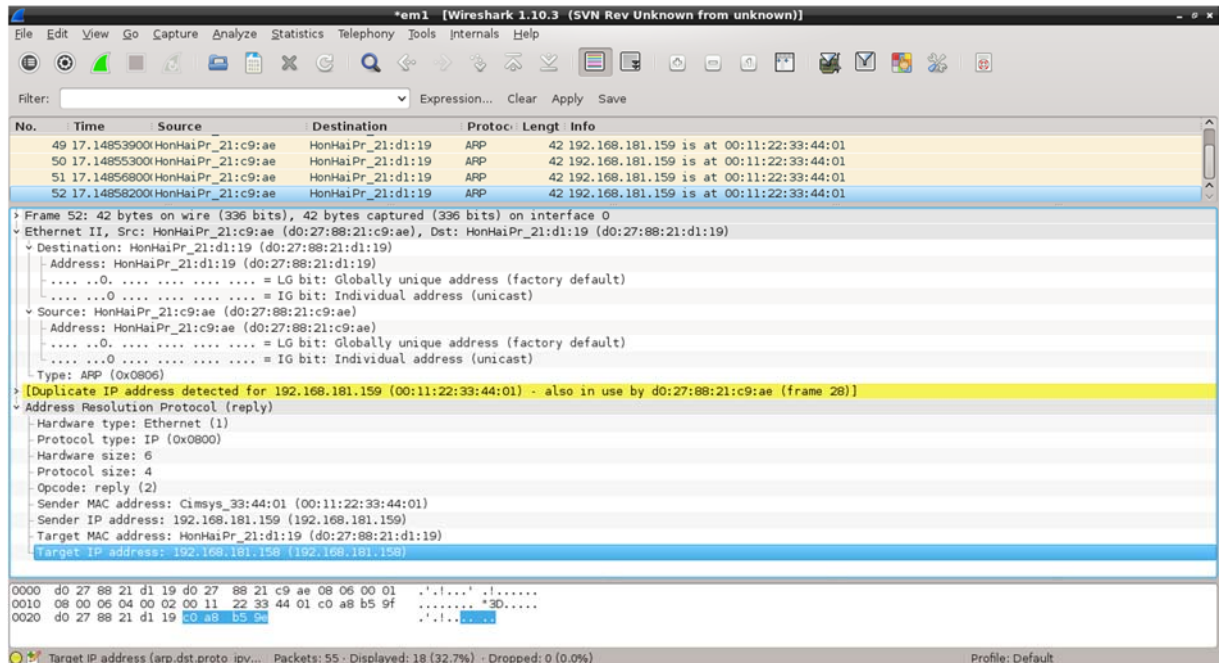 *em1 [Wireshark 1.10.3 (SVN Rev Unknown from unknown)]
File Edit View Go Capture Analyze Statistics Telephony Tools Internals Help
Filter: Expression... Clear Apply Save
No. Time Source Destination Protoc Lengt Info
49 17.14853900( HonHaiPr_21:c9:ae HonHaiPr_21:d1:19 ARP 42 192.168.181.159 is at 00:11:22:33:44:01
50 17.14855300( HonHaiPr_21:c9:ae HonHaiPr_21:d1:19 ARP 42 192.168.181.159 is at 00:11:22:33:44:01
51 17.14856800( HonHaiPr_21:c9:ae HonHaiPr_21:d1:19 ARP 42 192.168.181.159 is at 00:11:22:33:44:01
52 17.14858200( HonHaiPr_21:c9:ae HonHaiPr_21:d1:19 ARP 42 192.168.181.159 is at 00:11:22:33:44:01
Frame 52: 42 bytes on wire (336 bits), 42 bytes captured (336 bits) on interface 0
Ethernet II, Src: HonHaiPr_21:c9:ae (d0:27:88:21:c9:ae), Dst: HonHaiPr_21:d1:19 (d0:27:88:21:d1:19)
Destination: HonHaiPr_21:d1:19 (d0:27:88:21:d1:19)
Address: HonHaiPr_21:d1:19 (d0:27:88:21:d1:19)
.... ..0. .... .... .... .... = LG bit: Globally unique address (factory default)
.... ...0 .... .... .... .... = IG bit: Individual address (unicast)
Source: HonHaiPr_21:c9:ae (d0:27:88:21:c9:ae)
Address: HonHaiPr_21:c9:ae (d0:27:88:21:c9:ae)
.... ..0. .... .... .... .... = LG bit: Globally unique address (factory default)
.... ...0 .... .... .... .... = IG bit: Individual address (unicast)
Type: ARP (0x0806)
[Duplicate IP address detected for 192.168.181.159 (00:11:22:33:44:01) - also in use by d0:27:88:21:c9:ae (frame 28)]
Address Resolution Protocol (reply)
Hardware type: Ethernet (1)
Protocol type: IP (0x0800)
Hardware size: 6
Protocol size: 4
Opcode: reply (2)
Sender MAC address: Cimsys_33:44:01 (00:11:22:33:44:01)
Sender IP address: 192.168.181.159 (192.168.181.159)
Target MAC address: HonHaiPr_21:d1:19 (d0:27:88:21:d1:19)
Target IP address: 192.168.181.158 (192.168.181.158)
0000 d0 27 88 21 d1 19 d0 27 88 21 c9 ae 08 06 00 01 .'.!...' .!......
0010 08 00 06 04 00 02 00 11 22 33 44 01 c0 a8 b5 9f ........ "3D.....
0020 d0 27 88 21 d1 19 c0 a8 b5 9e .'.!.... ..
Target IP address (arp.dst.proto_ipv... Packets: 55 · Displayed: 18 (32.7%) · Dropped: 0 (0.0%) Profile: Default